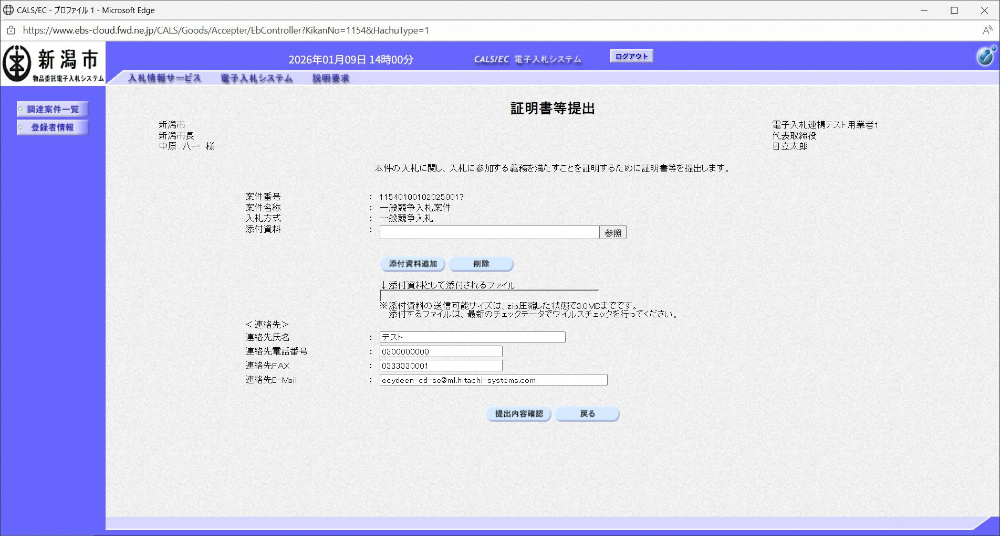 CALS/EC - プロファイル 1 - Microsoft Edge
https://www.ebs-cloud.fwd.ne.jp/CALS/Goods/Accepter/EbController?KikanNo=1154&HachuType=1
新潟市
物品委託電子入札システム
2026年01月09日 14時00分
CALS/EC 電子入札システム
ログアウト
入札情報サービス 電子入札システム 説明要求
調達案件一覧
登録者情報
証明書等提出
新潟市
新潟市長
中原 八一 様
電子入札連携テスト用業者1
代表取締役
日立太郎
本件の入札に関し、入札に参加する義務を満たすことを証明するために証明書等を提出します。
案件番号 : 115401001020250017
案件名称 : 一般競争入札案件
入札方式 : 一般競争入札
添付資料 : 参照
添付資料追加 削除
↓添付資料として添付されるファイル
※添付資料の送信可能サイズは、zip圧縮した状態で3.0MBまでです。
添付するファイルは、最新のチェックデータでウイルスチェックを行ってください。
＜連絡先＞
連絡先氏名 : テスト
連絡先電話番号 : 0300000000
連絡先FAX : 0333330001
連絡先E-Mail : ecydeen-cd-se@ml.hitachi-systems.com
提出内容確認 戻る